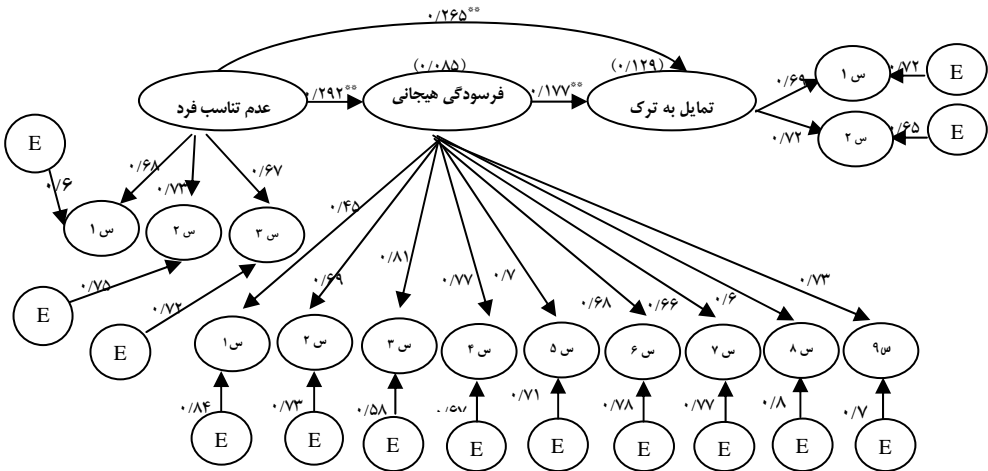 ۰/۲۶۵**
(۰/۰۸۵)
(۰/۱۲۹)
عدم تناسب فرد
۰/۲۹۲**
فرسودگی هیجانی
۰/۱۷۷**
تمایل به ترک
۰/۶۹
س ۱
۰/۷۲
E
۰/۷۲
س ۲
۰/۶۵
E
E
۰/۶
۰/۶۸
۰/۷۳
۰/۶۷
س ۱
س ۲
س ۳
E
۰/۷۵
E
۰/۷۲
۰/۴۵
۰/۶۹
۰/۸۱
۰/۷۷
۰/۷
۰/۶۸
۰/۶۶
۰/۶
۰/۷۳
س ۱
س ۲
س ۳
س ۴
س ۵
س ۶
س ۷
س ۸
س ۹
۰/۸۴
۰/۷۳
۰/۵۸
۰/۷۱
۰/۷۸
۰/۷۷
۰/۸
۰/۷
E
E
E
E
E
E
E
E
E